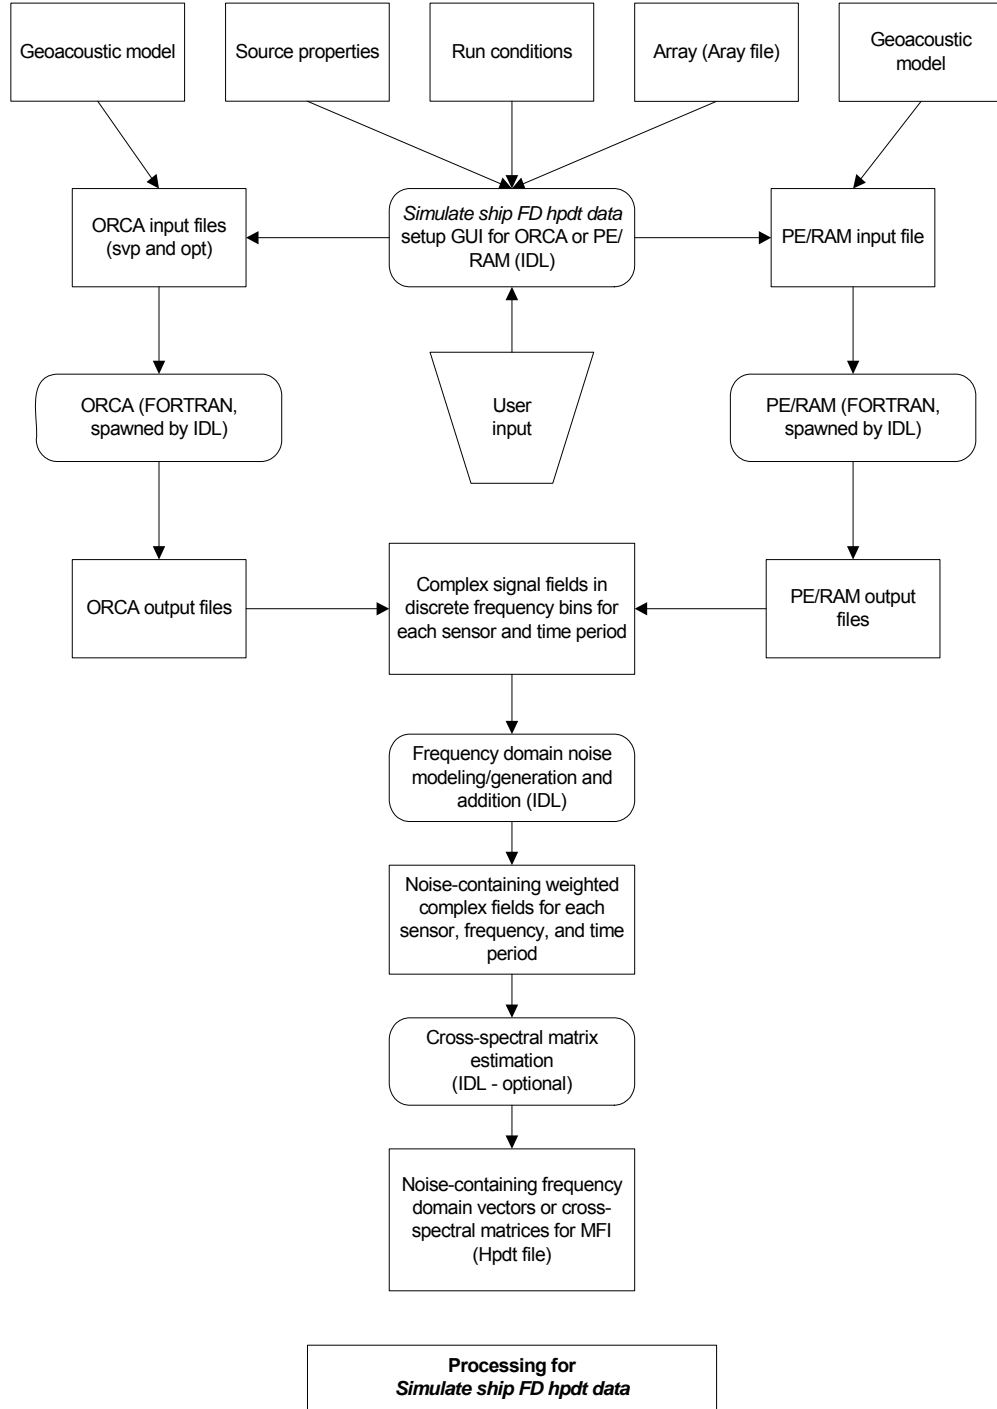 Geoacoustic model
Source properties
Run conditions
Array (Aray file)
Geoacoustic
model
ORCA input files
(svp and opt)
Simulate ship FD hpdt data
setup GUI for ORCA or PE/
RAM (IDL)
PE/RAM input file
ORCA (FORTRAN,
spawned by IDL)
User
input
PE/RAM (FORTRAN,
spawned by IDL)
ORCA output files
Complex signal fields in
discrete frequency bins for
each sensor and time period
PE/RAM output
files
Frequency domain noise
modeling/generation and
addition (IDL)
Noise-containing weighted
complex fields for each
sensor, frequency, and time
period
Cross-spectral matrix
estimation
(IDL - optional)
Noise-containing frequency
domain vectors or cross-
spectral matrices for MFI
(Hpdt file)
Processing for
Simulate ship FD hpdt data